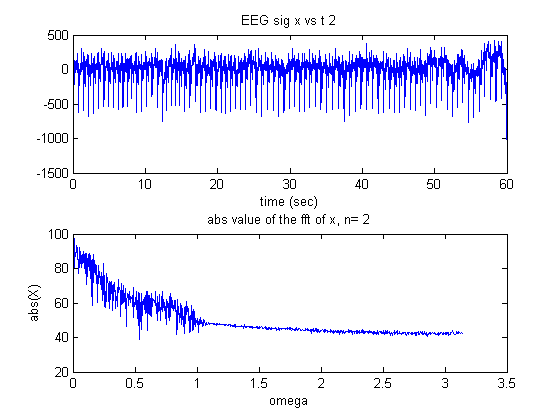 EEG sig x vs t 2
500
0
-500
-1000
-1500
0 10 20 30 40 50 60
time (sec)
abs value of the fft of x, n= 2
100
80
60
40
20
abs(X)
0 0.5 1 1.5 2 2.5 3 3.5
omega